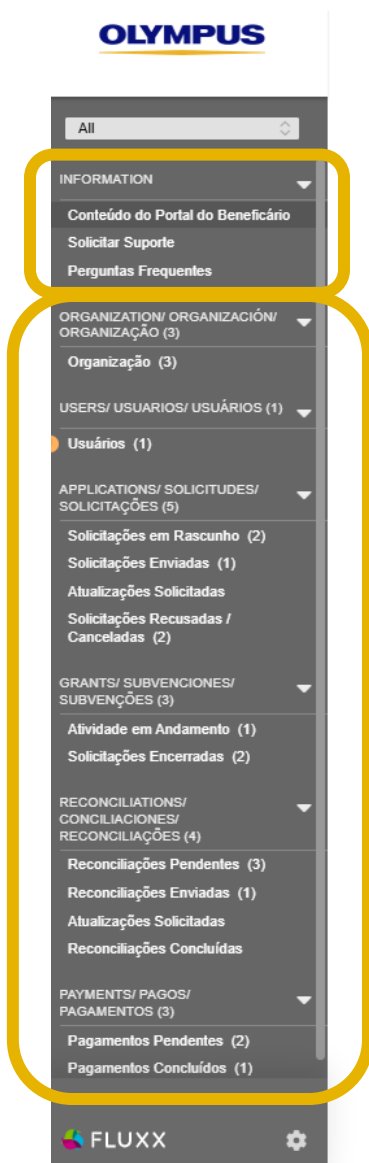 OLYMPUS
All
INFORMATION
Conteúdo do Portal do Beneficário
Solicitar Suporte
Perguntas Frequentes
ORGANIZATION/ ORGANIZACIÓN/
ORGANIZAÇÃO (3)
Organização (3)
USERS/ USUARIOS/ USUÁRIOS (1)
Usuários (1)
APPLICATIONS/ SOLICITUDES/
SOLICITAÇÕES (5)
Solicitações em Rascunho (2)
Solicitações Enviadas (1)
Atualizações Solicitadas
Solicitações Recusadas /
Canceladas (2)
GRANTS/ SUBVENCIONES/
SUBVENÇÕES (3)
Atividade em Andamento (1)
Solicitações Encerradas (2)
RECONCILIATIONS/
CONCILIACIONES/
RECONCILIAÇÕES (4)
Reconciliações Pendentes (3)
Reconciliações Enviadas (1)
Atualizações Solicitadas
Reconciliações Concluídas
PAYMENTS/ PAGOS/
PAGAMENTOS (3)
Pagamentos Pendentes (2)
Pagamentos Concluídos (1)
FLUXX